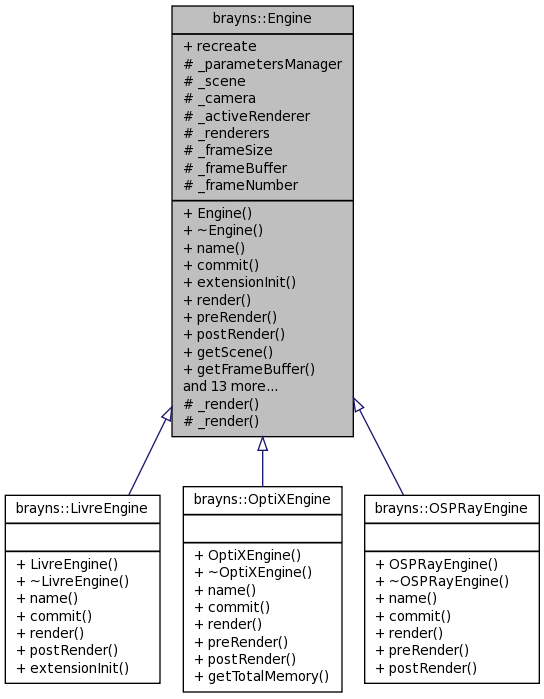 brayns::Engine
+ recreate
# _parametersManager
# _scene
# _camera
# _activeRenderer
# _renderers
# _frameSize
# _frameBuffer
# _frameNumber
+ Engine()
+ ~Engine()
+ name()
+ commit()
+ extensionInit()
+ render()
+ preRender()
+ postRender()
+ getScene()
+ getFrameBuffer()
and 13 more...
# _render()
# _render()
brayns::LivreEngine
+ LivreEngine()
+ ~LivreEngine()
+ name()
+ commit()
+ render()
+ postRender()
+ extensionInit()
brayns::OptiXEngine
+ OptiXEngine()
+ ~OptiXEngine()
+ name()
+ commit()
+ render()
+ preRender()
+ postRender()
+ getTotalMemory()
brayns::OSPRayEngine
+ OSPRayEngine()
+ ~OSPRayEngine()
+ name()
+ commit()
+ render()
+ preRender()
+ postRender()